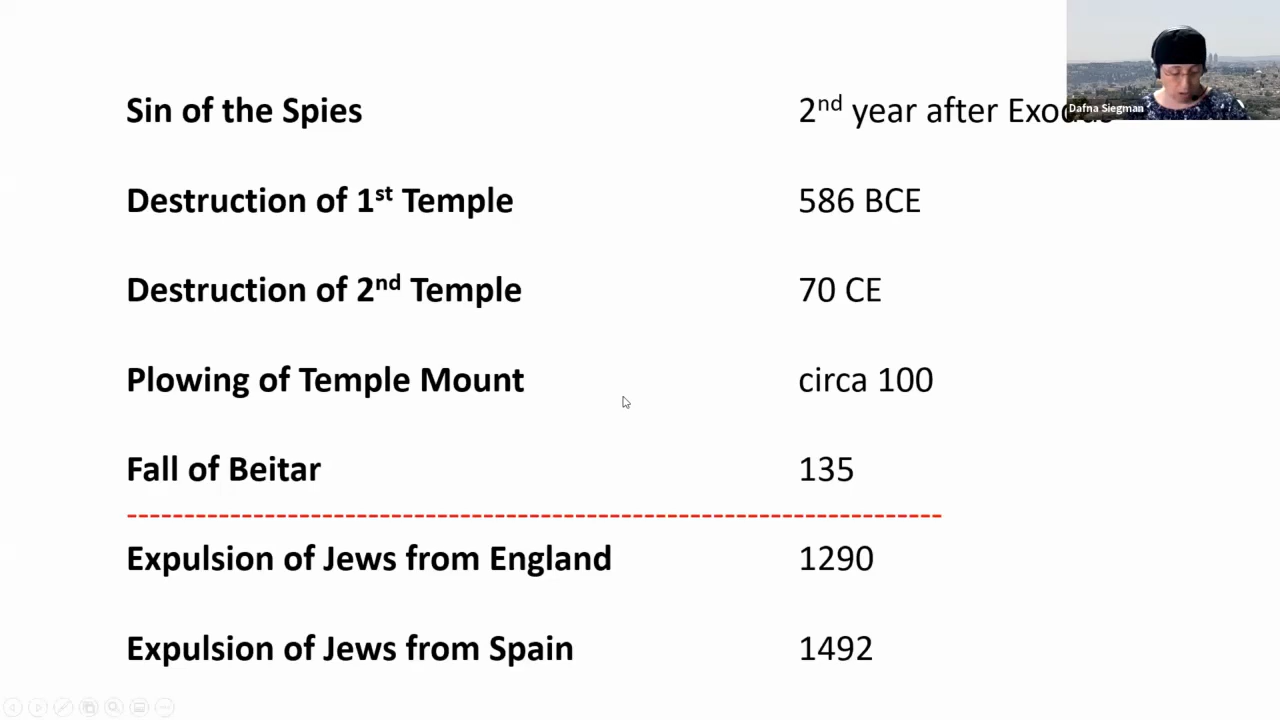 Sin of the Spies 2nd year after Exodus
Dafna Siegman
Destruction of 1st Temple 586 BCE
Destruction of 2nd Temple 70 CE
Plowing of Temple Mount circa 100
Fall of Beitar 135
Expulsion of Jews from England 1290
Expulsion of Jews from Spain 1492